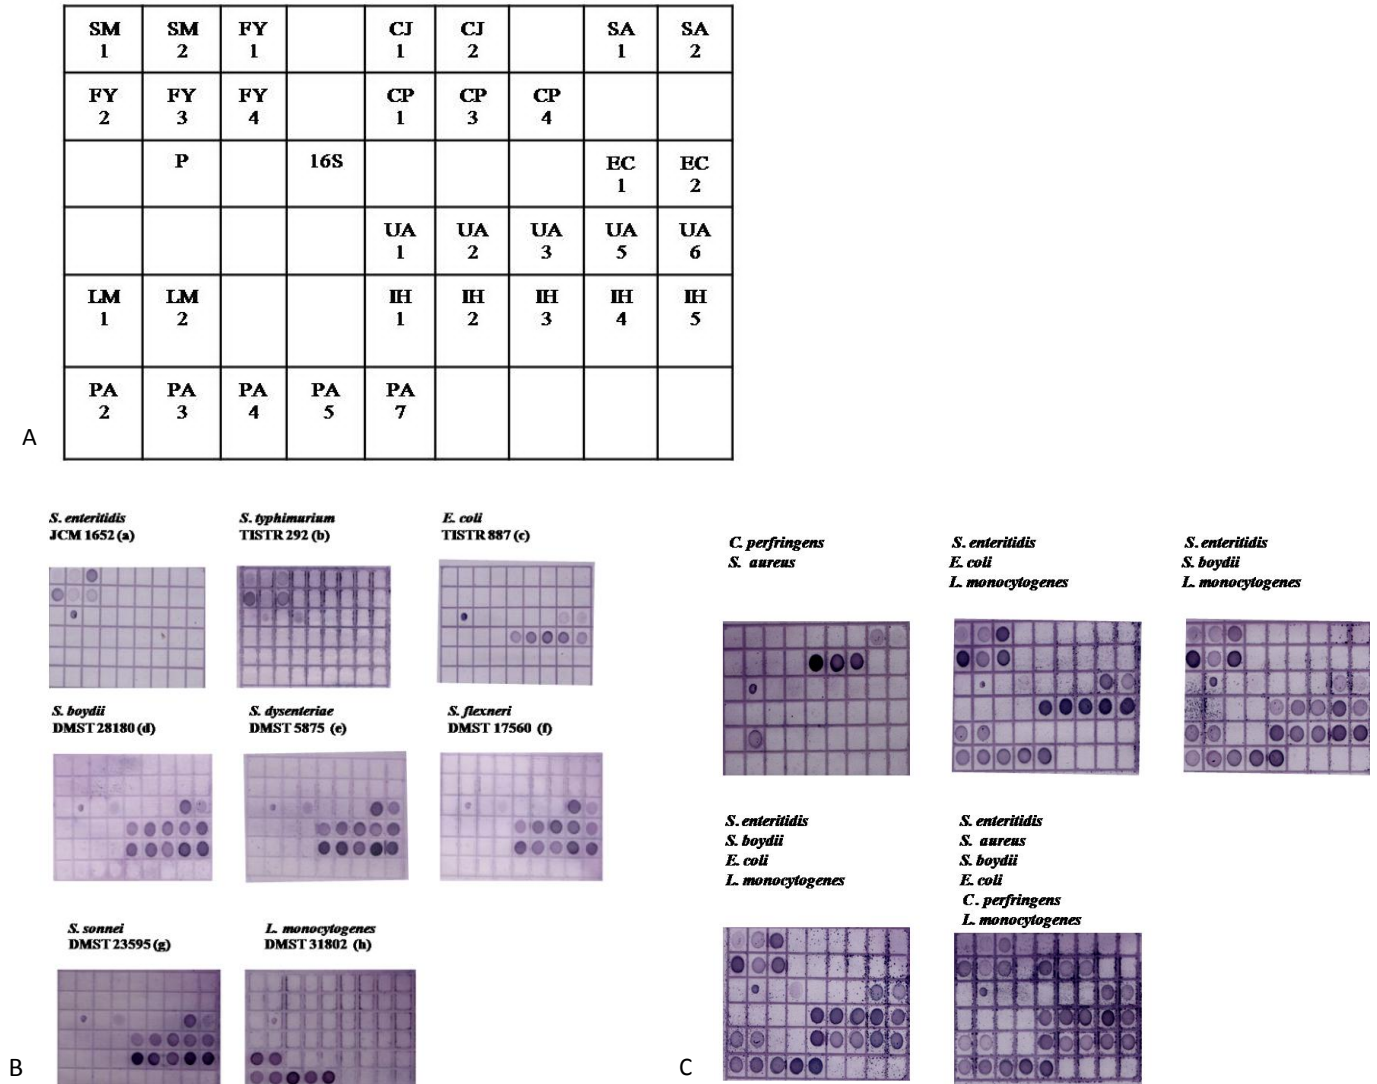 SM SM FY CJ CJ SA SA
1 2 1 1 2 1 2
FY FY FY CP CP CP
2 3 4 1 3 4
P 16S EC EC
1 2
UA UA UA UA UA
1 2 3 5 6
LM LM IH IH IH IH IH
1 2 1 2 3 4 5
PA PA PA PA PA
2 3 4 5 7
A
S. enteritidis
JCM 1652 (a)
S. typhimurium
TISTR 292 (b)
E. coli
TISTR 887 (c)
S. boydii
DMST 28180 (d)
S. dysenteriae
DMST 5875 (e)
S. flexneri
DMST 17560 (f)
S. sonnei
DMST 23595 (g)
L. monocytogenes
DMST 31802 (h)
B
C. perfringens
S. aureus
S. enteritidis
E. coli
L. monocytogenes
S. enteritidis
S. boydii
L. monocytogenes
S. enteritidis
S. boydii
E. coli
L. monocytogenes
S. enteritidis
S. aureus
S. boydii
E. coli
C. perfringens
L. monocytogenes
C